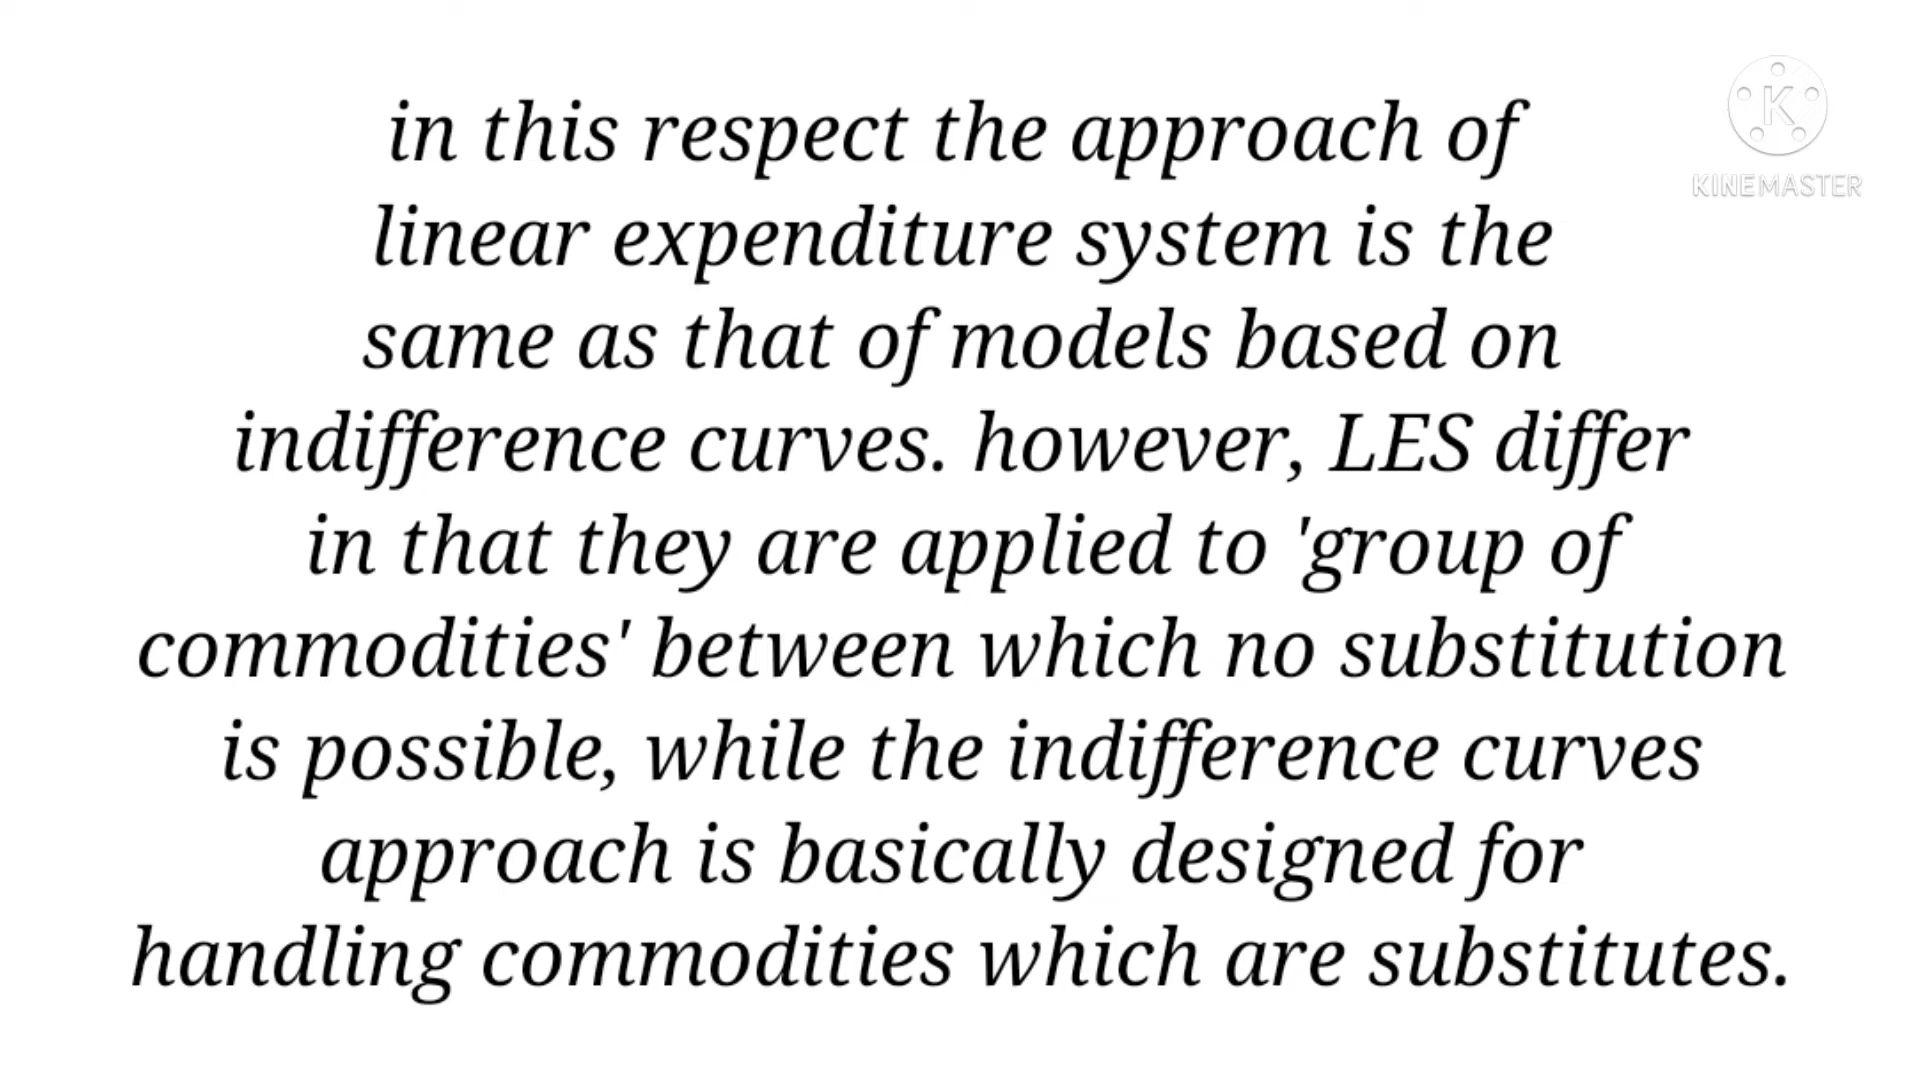 in this respect the approach of
linear expenditure system is the
same as that of models based on
indifference curves. however, LES differ
in that they are applied to 'group of
commodities' between which no substitution
is possible, while the indifference curves
approach is basically designed for
handling commodities which are substitutes.
K
KINEMASTER